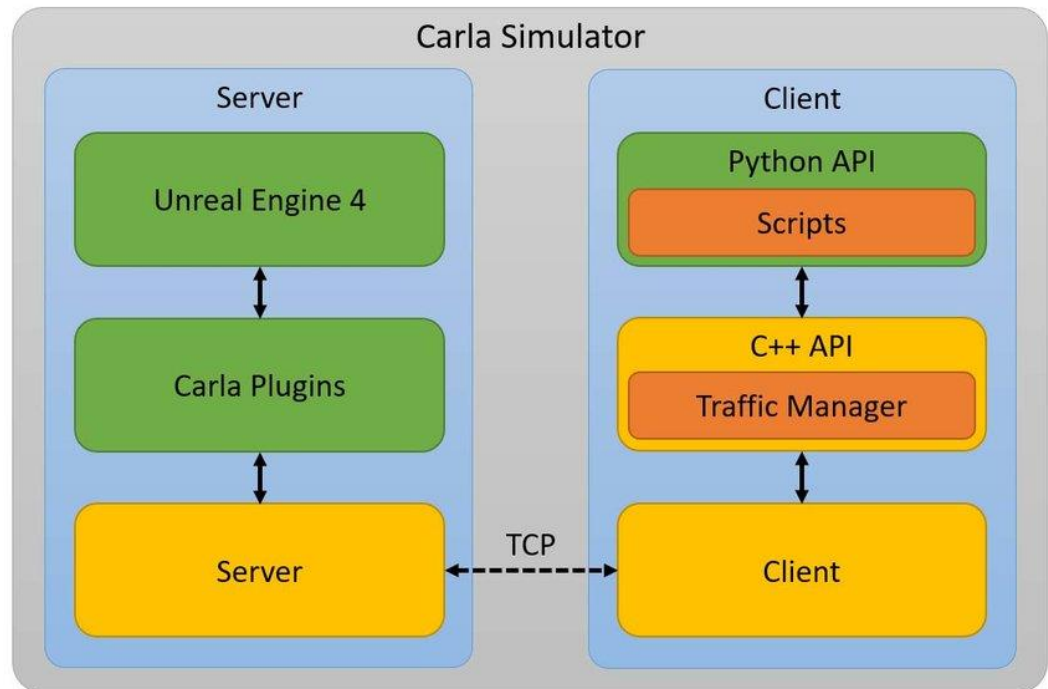 Carla Simulator
Server
Unreal Engine 4
Carla Plugins
Server
TCP
Client
Python API
Scripts
C++ API
Traffic Manager
Client